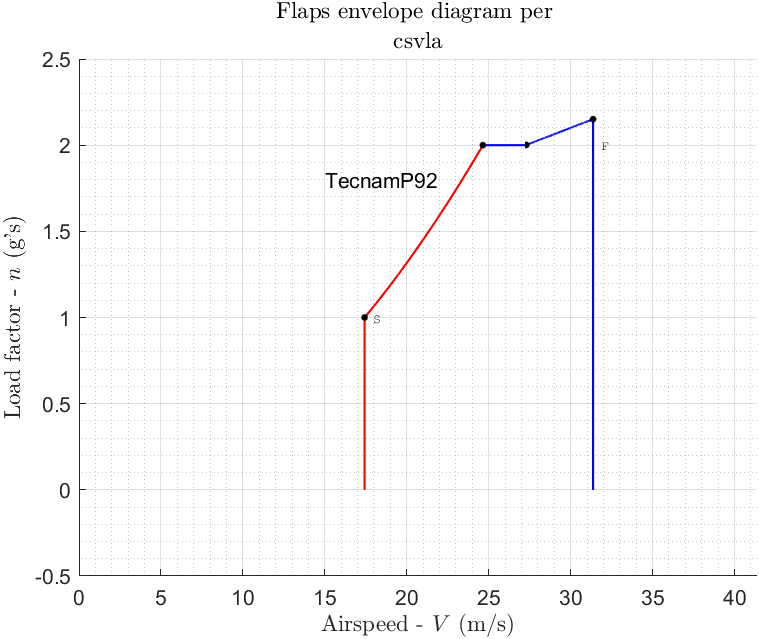 Flaps envelope diagram per
csvla
2.5
2
F
TecnamP92
1.5
1
S
0.5
0
-0.5
0 5 10 15 20 25 30 35 40
Load factor - n (g's)
Airspeed - V (m/s)